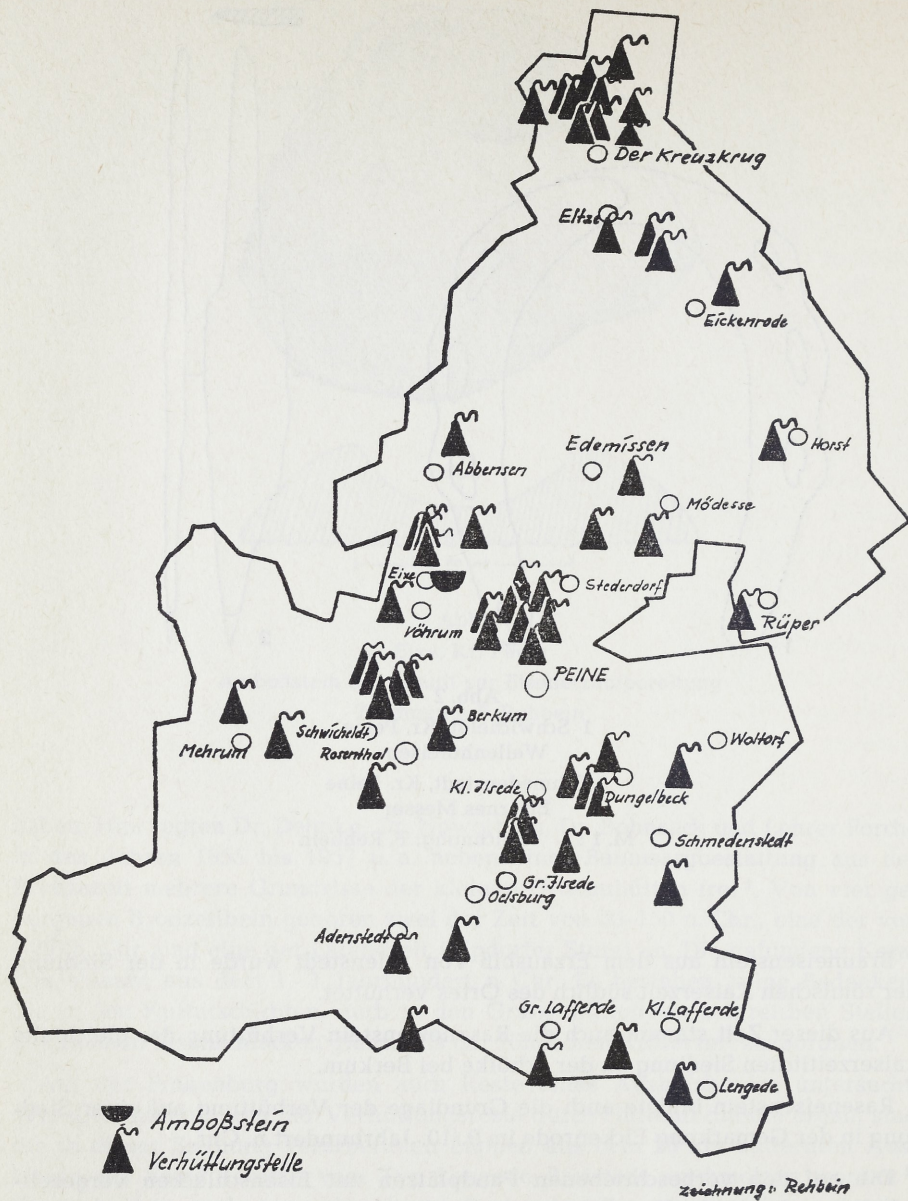 Der Kreuzkrug
Eltze
Eickenrode
Horst
Abbensen
Edemissen
Mödesse
Eixe
Stederdorf
Vöhrum
Rüper
PEINE
Schwicheldt
Berkum
Mehrum
Rosenthal
Woltorf
Kl. Ilsede
Dungelbeck
Schmedenstedt
Gr. Ilsede
Oelsburg
Adenstedt
Gr. Lafferde
Kl. Lafferde
Lengede
Amboßstein
Verhüttungstelle
Zeichnung: Rehbein